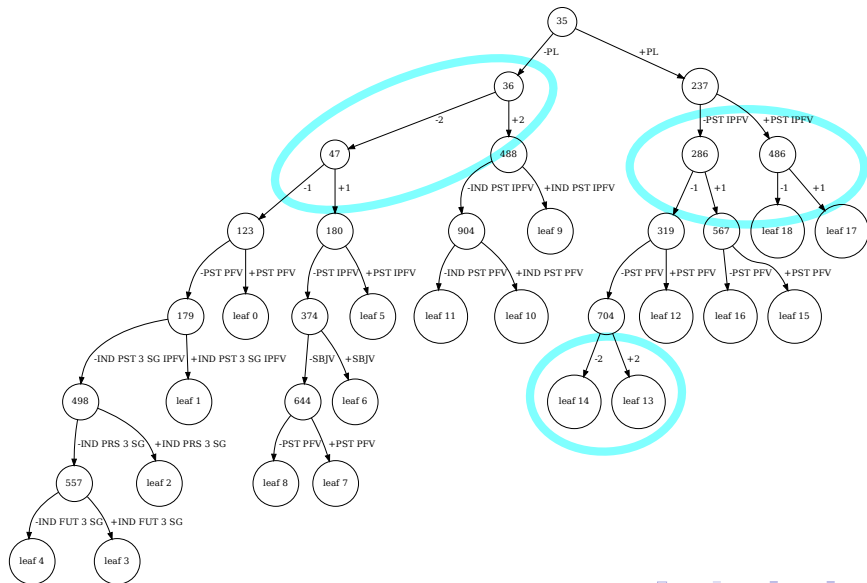 35
-PL +PL
36 237
-2 +2 -PST IPFV +PST IPFV
47 488 286 486
-1 +1 -IND PST IPFV +IND PST IPFV -1 +1 -1 +1
123 180 904 leaf 9 319 567 leaf 18 leaf 17
-PST PFV +PST PFV -PST IPFV +PST IPFV -IND PST PFV +IND PST PFV -PST PFV +PST PFV -PST PFV +PST PFV
179 leaf 0 374 leaf 5 leaf 11 leaf 10 704 leaf 12 leaf 16 leaf 15
-IND PST 3 SG IPFV +IND PST 3 SG IPFV -SBJV +SBJV -2 +2
498 leaf 1 644 leaf 6 leaf 14 leaf 13
-IND PRS 3 SG +IND PRS 3 SG -PST PFV +PST PFV
557 leaf 2 leaf 8 leaf 7
-IND FUT 3 SG +IND FUT 3 SG
leaf 4 leaf 3